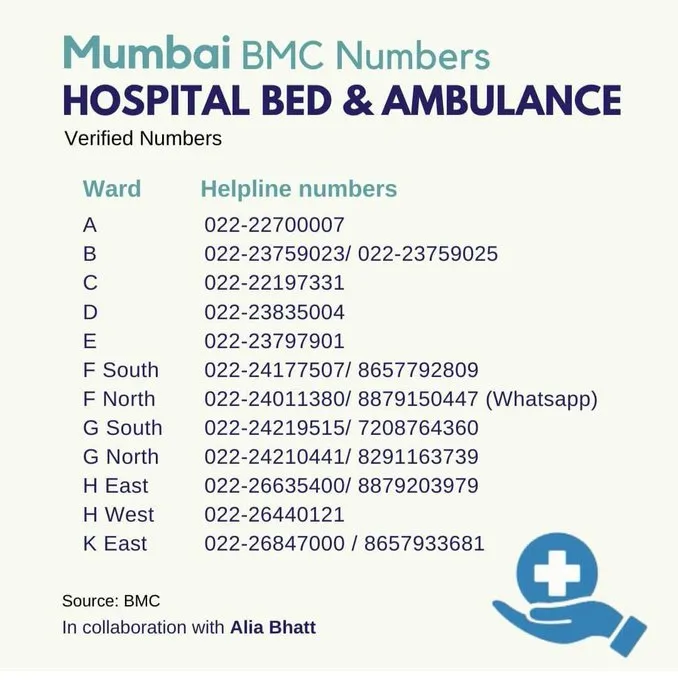 Mumbai BMC Numbers
HOSPITAL BED & AMBULANCE
Verified Numbers
Ward Helpline numbers
A 022-22700007
B 022-23759023/ 022-23759025
C 022-22197331
D 022-23835004
E 022-23797901
F South 022-24177507/ 8657792809
F North 022-24011380/ 8879150447 (Whatsapp)
G South 022-24219515/ 7208764360
G North 022-24210441/ 8291163739
H East 022-26635400/ 8879203979
H West 022-26440121
K East 022-26847000 / 8657933681
Source: BMC
In collaboration with Alia Bhatt